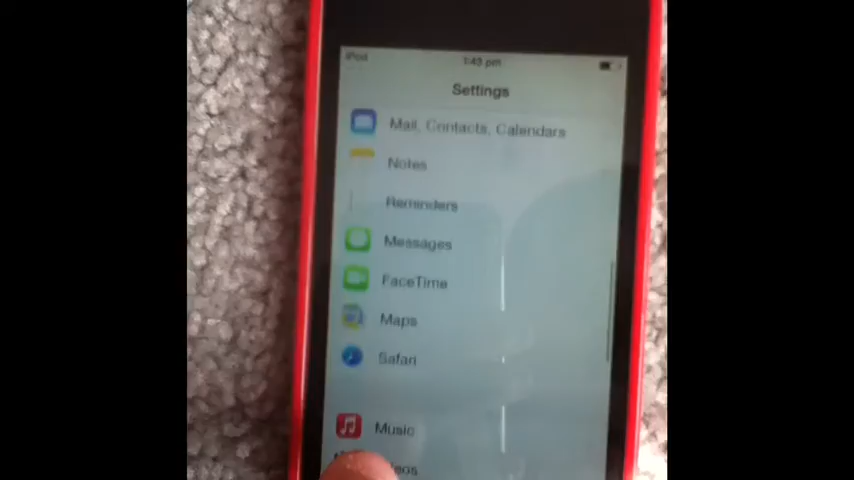 iPod 1:43 pm
Settings
Mail, Contacts, Calendars
Notes
Reminders
Messages
FaceTime
Maps
Safari
Music